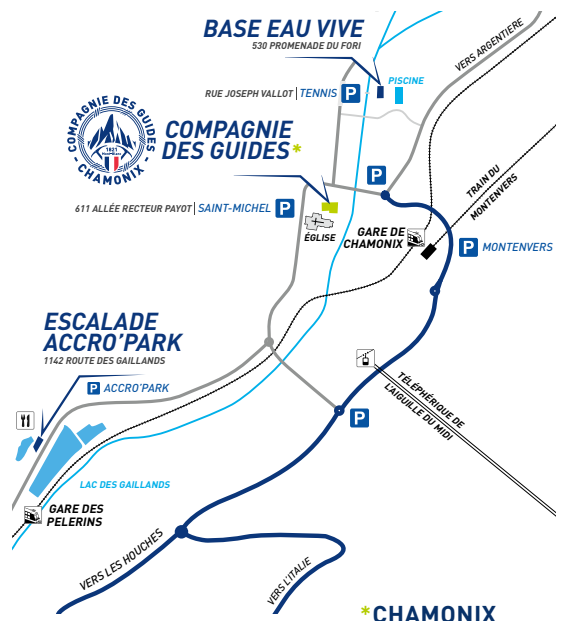 BASE EAU VIVE
530 PROMENADE DU FORI
VERS ARGENTIERE
PISCINE
RUE JOSEPH VALLOT | TENNIS P
COMPAGNIE DES GUIDES
1821
CHAMONIX
COMPAGNIE
DES GUIDES*
P
TRAIN DU
MONTENVERS
611 ALLÉE RECTEUR PAYOT | SAINT-MICHEL P
ÉGLISE
GARE DE
CHAMONIX
P MONTENVERS
ESCALADE
ACCRO'PARK
1142 ROUTE DES GAILLANDS
P ACCRO'PARK
TÉLÉPHÉRIQUE DE
L'AIGUILLE DU MIDI
P
LAC DES GAILLANDS
GARE DES
PELERINS
VERS LES HOUCHES
VERS L'ITALIE
*CHAMONIX